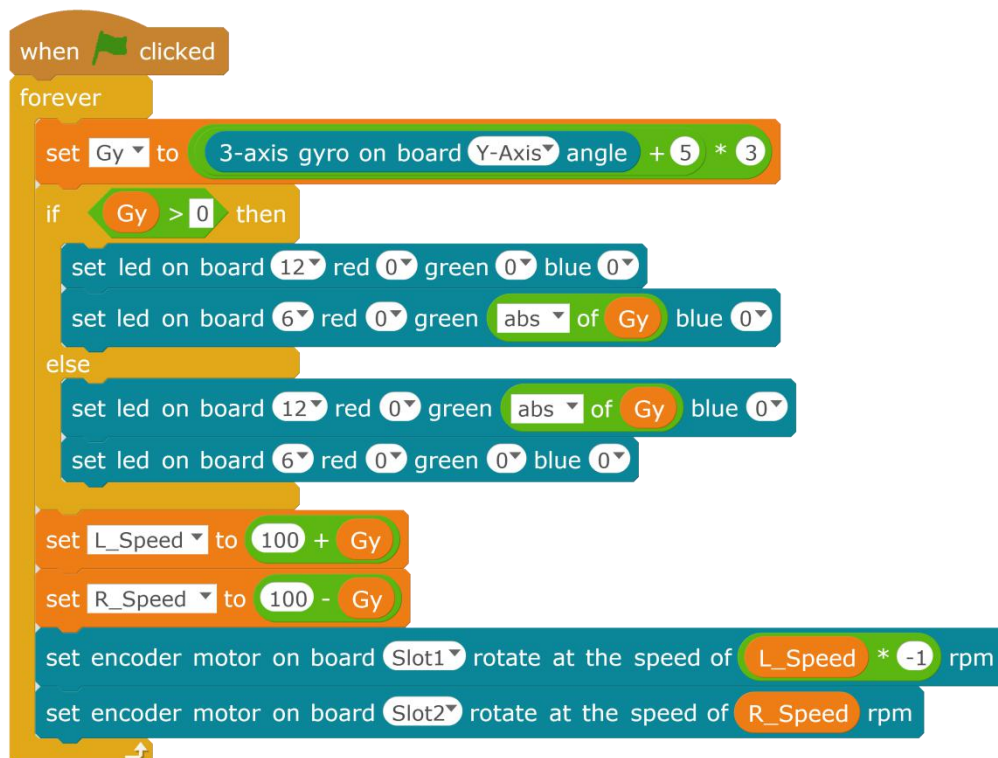 when clicked
forever
set Gy to 3-axis gyro on board Y-Axis angle + 5 * 3
if Gy > 0 then
set led on board 12 red 0 green 0 blue 0
set led on board 6 red 0 green abs of Gy blue 0
else
set led on board 12 red 0 green abs of Gy blue 0
set led on board 6 red 0 green 0 blue 0
set L_Speed to 100 + Gy
set R_Speed to 100 - Gy
set encoder motor on board Slot1 rotate at the speed of L_Speed * -1 rpm
set encoder motor on board Slot2 rotate at the speed of R_Speed rpm